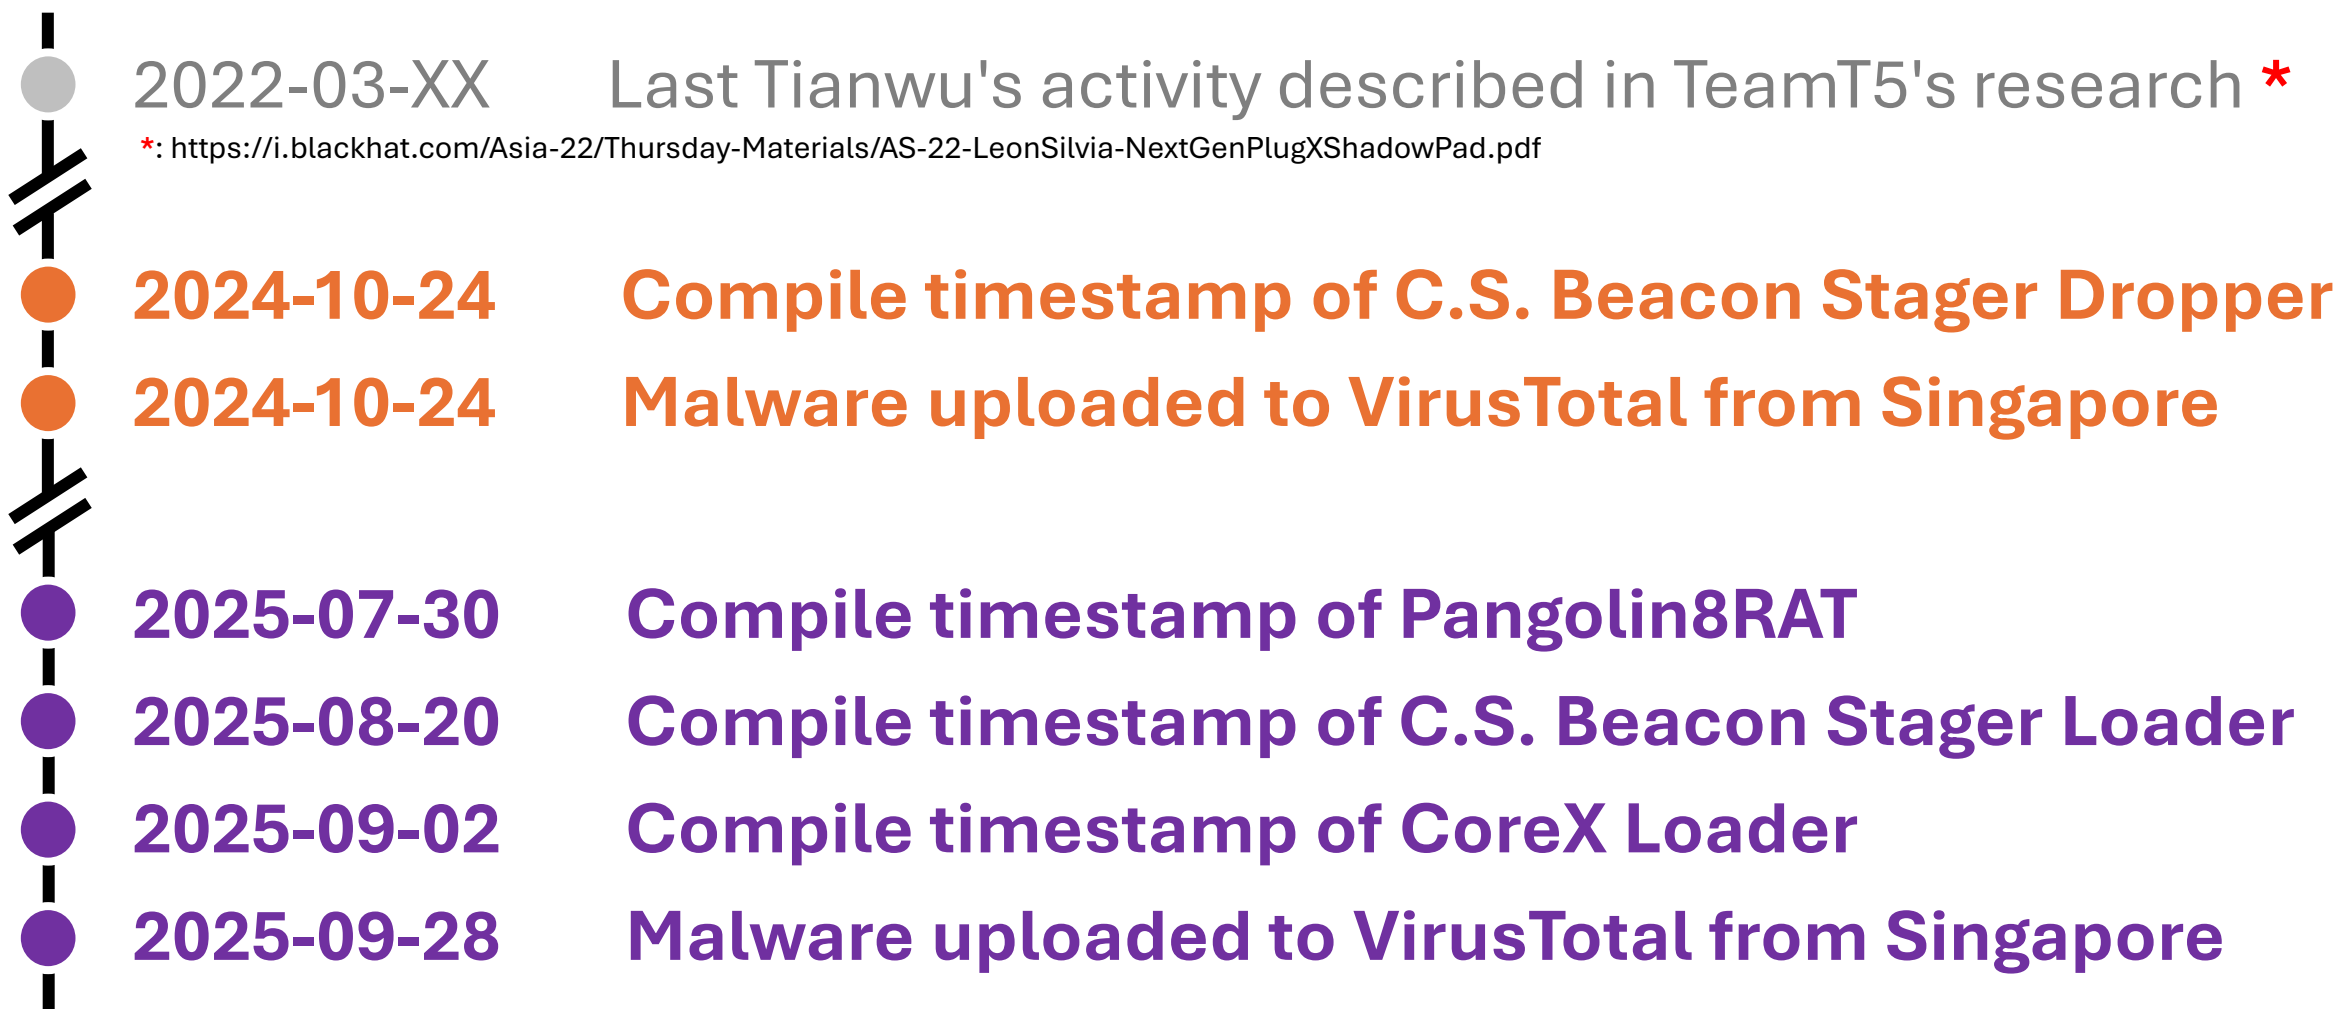 2022-03-XX Last Tianwu's activity described in TeamT5's research *
*: https://i.blackhat.com/Asia-22/Thursday-Materials/AS-22-LeonSilvia-NextGenPlugXShadowPad.pdf
2024-10-24 Compile timestamp of C.S. Beacon Stager Dropper
2024-10-24 Malware uploaded to VirusTotal from Singapore
2025-07-30 Compile timestamp of Pangolin8RAT
2025-08-20 Compile timestamp of C.S. Beacon Stager Loader
2025-09-02 Compile timestamp of CoreX Loader
2025-09-28 Malware uploaded to VirusTotal from Singapore